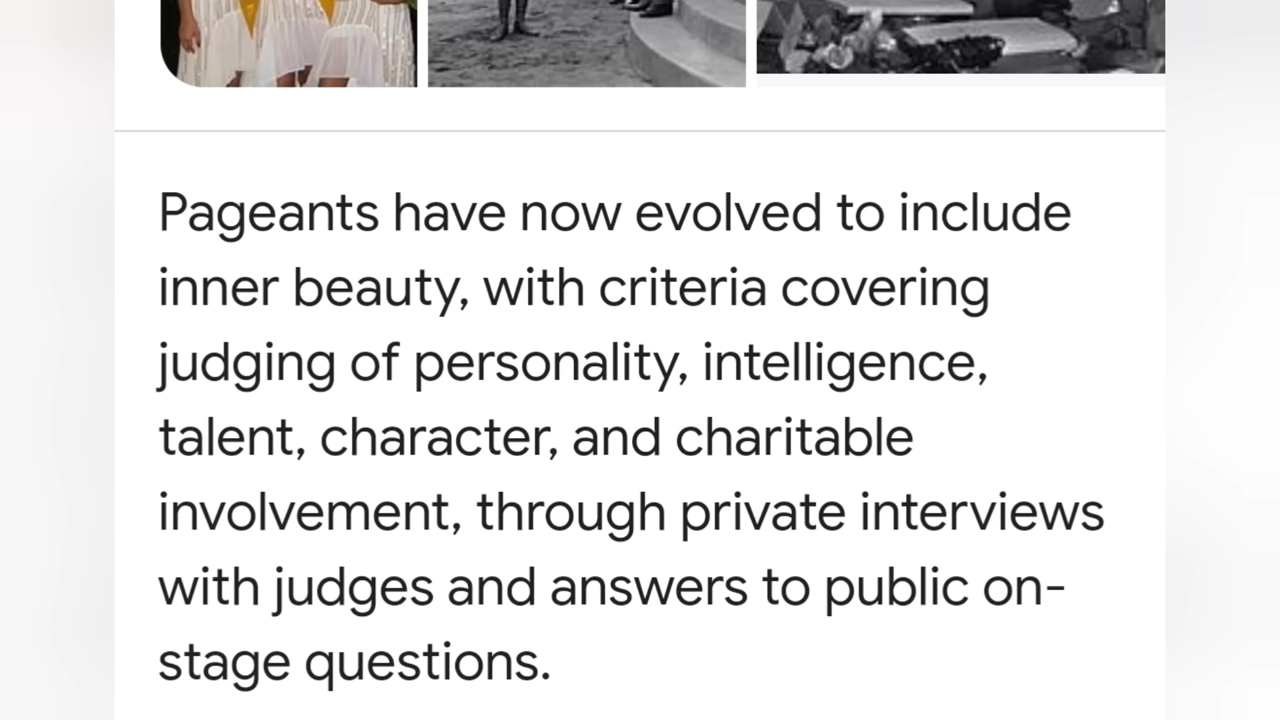 Pageants have now evolved to include
inner beauty, with criteria covering
judging of personality, intelligence,
talent, character, and charitable
involvement, through private interviews
with judges and answers to public on-
stage questions.